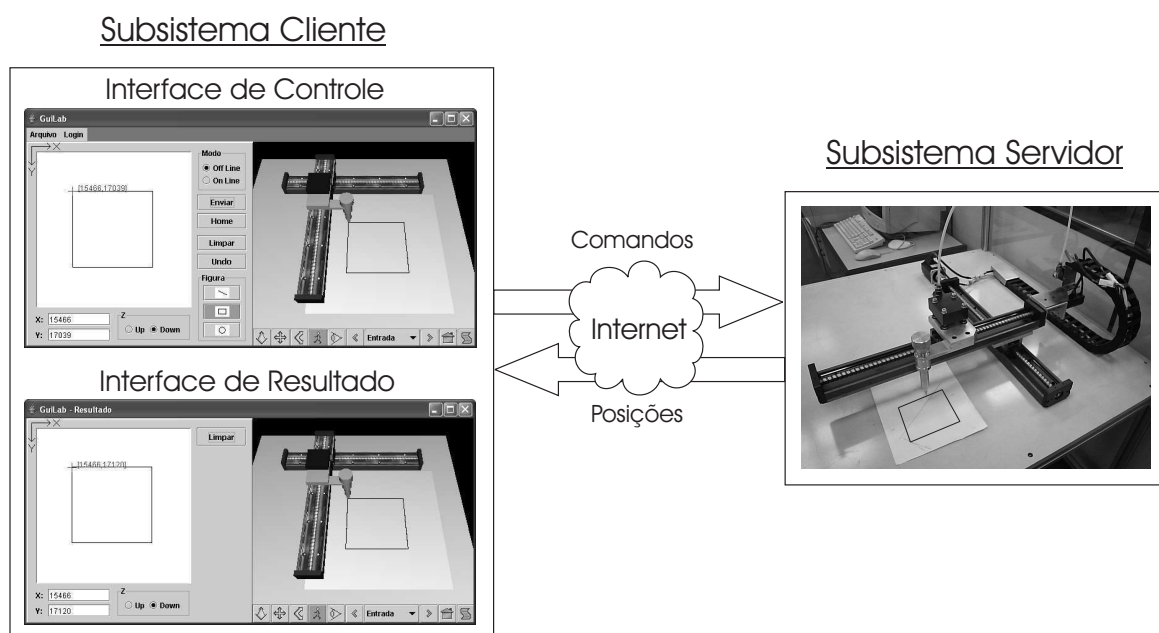 Subsistema Cliente
Interface de Controle
GuiLab
Arquivo Login
X
Y
[15466,17039]
Modo
Off Line
On Line
Enviar
Home
Limpar
Undo
Figura
X: 15466
Y: 17039
Z
Up Down
Entrada
Interface de Resultado
GuiLab - Resultado
X
Y
[15466,17120]
Limpar
X: 15466
Y: 17120
Z
Up Down
Entrada
Comandos
Internet
Posições
Subsistema Servidor